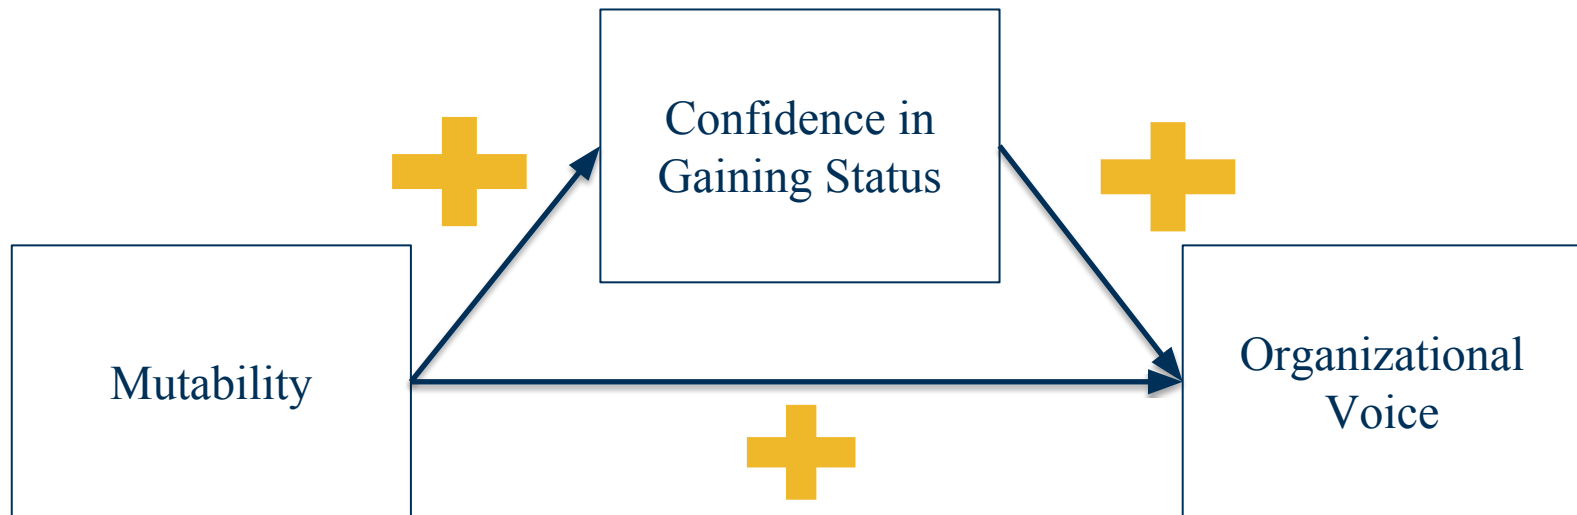 Confidence in
Gaining Status
Mutability
Organizational
Voice